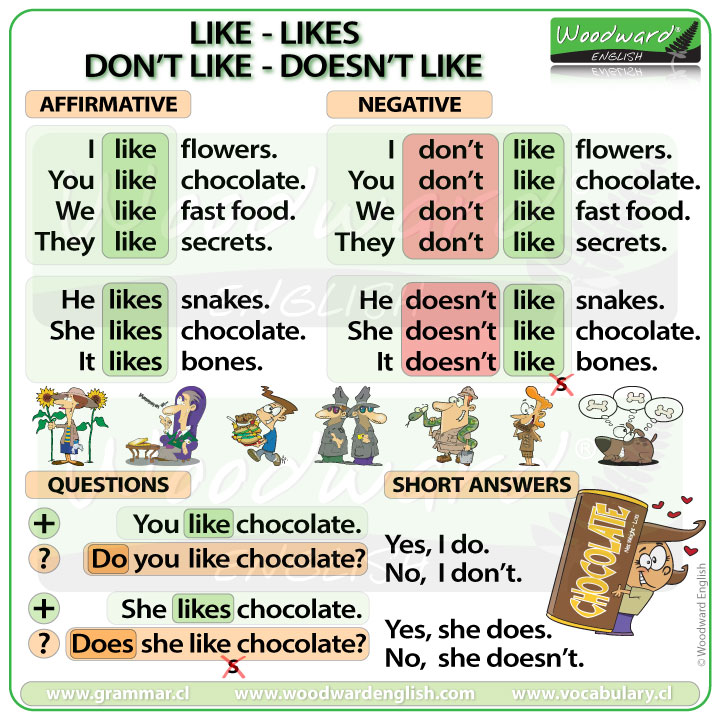 LIKE - LIKES
DON'T LIKE - DOESN'T LIKE
Woodward®
ENGLISH
AFFIRMATIVE
I like flowers.
You like chocolate.
We like fast food.
They like secrets.
He likes snakes.
She likes chocolate.
It likes bones.
NEGATIVE
I don't like flowers.
You don't like chocolate.
We don't like fast food.
They don't like secrets.
He doesn't like snakes.
She doesn't like chocolate.
It doesn't like bones.
S
QUESTIONS
+ You like chocolate.
? Do you like chocolate?
+ She likes chocolate.
? Does she like chocolate?
S
SHORT ANSWERS
Yes, I do.
No, I don't.
Yes, she does.
No, she doesn't.
CHOCOLATE
© Woodward English
www.grammar.cl www.woodwardenglish.com www.vocabulary.cl